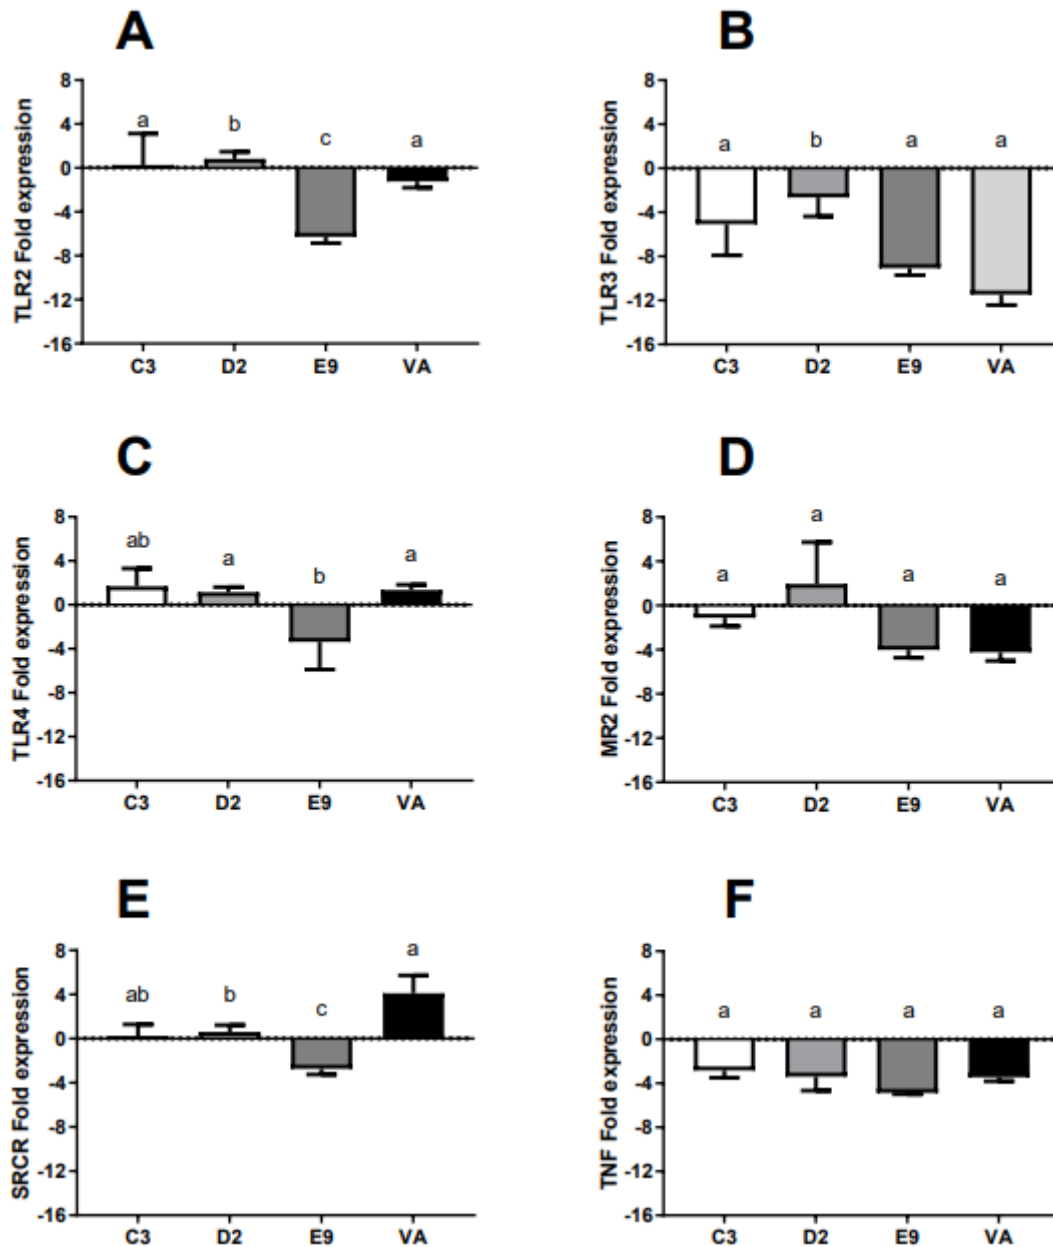 A
TLR2 Fold expression
8
4
0
-4
-8
-12
-16
a
b
c
a
C3 D2 E9 VA
B
TLR3 Fold expression
8
4
0
-4
-8
-12
-16
a
b
a
a
C3 D2 E9 VA
C
TLR4 Fold expression
8
4
0
-4
-8
-12
-16
ab
a
b
a
C3 D2 E9 VA
D
MR2 Fold expression
8
4
0
-4
-8
-12
-16
a
a
a
a
C3 D2 E9 VA
E
SRCR Fold expression
8
4
0
-4
-8
-12
-16
ab
b
c
a
C3 D2 E9 VA
F
TNF Fold expression
8
4
0
-4
-8
-12
-16
a
a
a
a
C3 D2 E9 VA